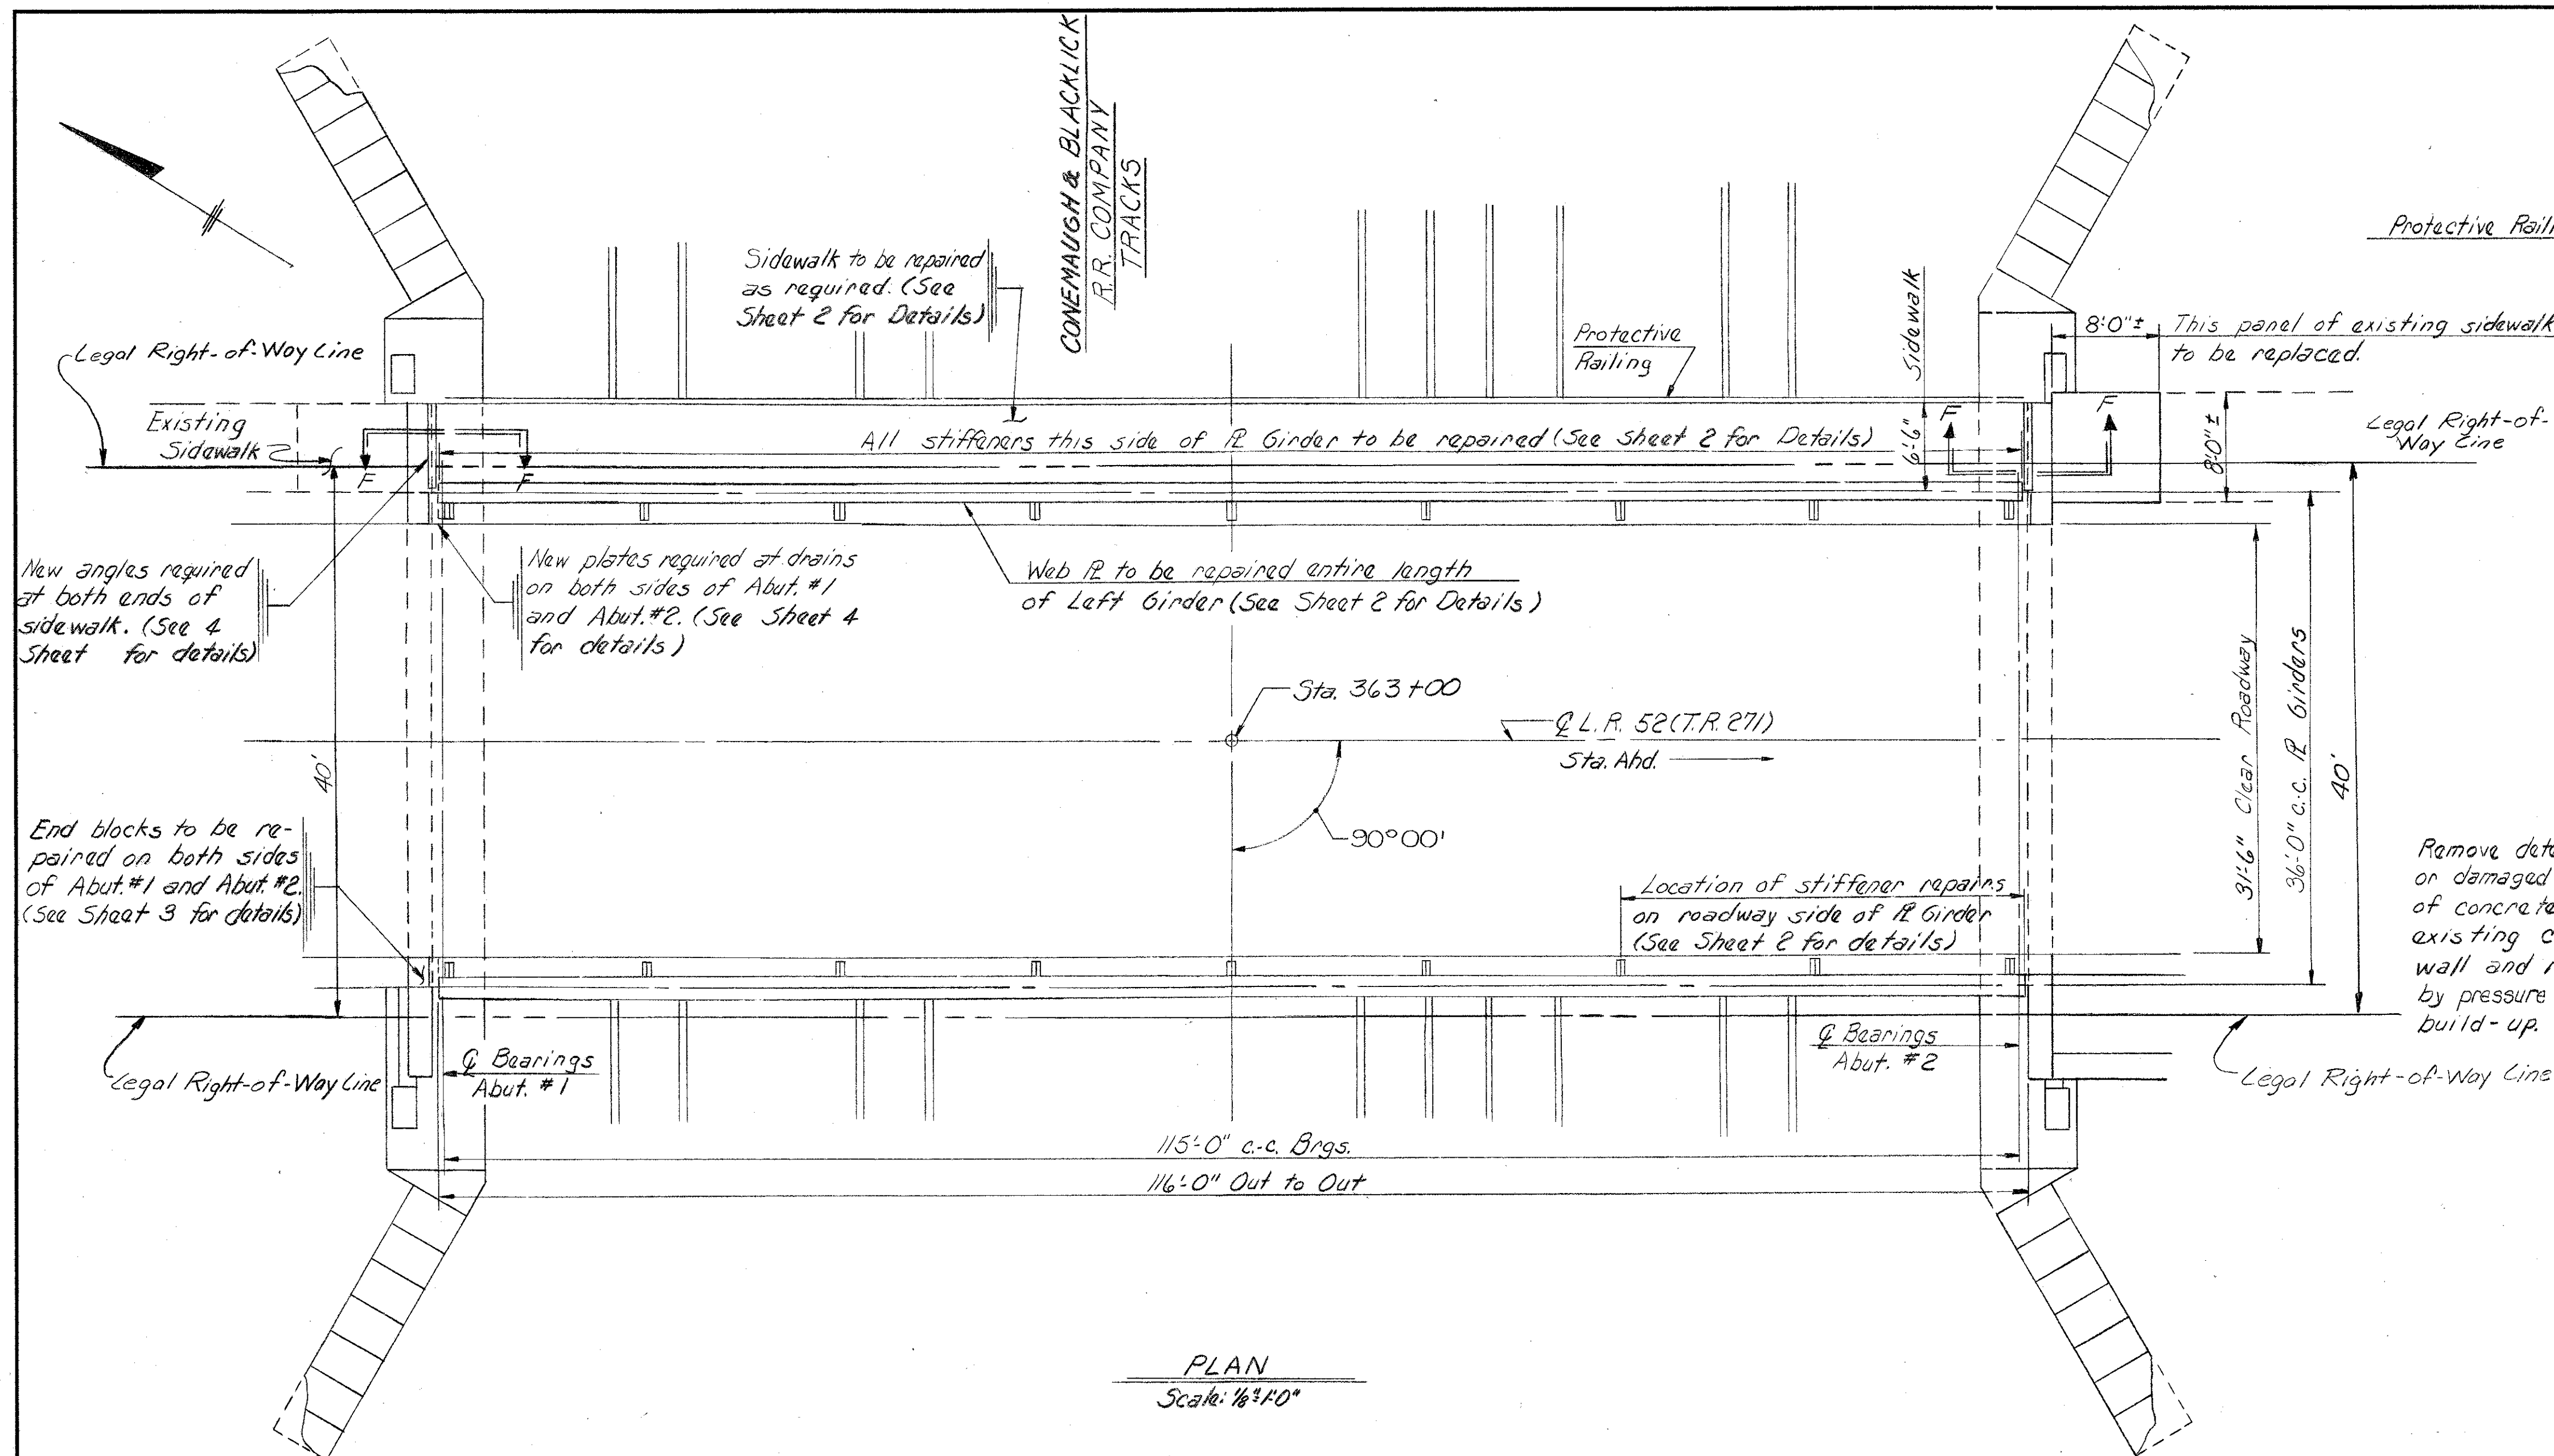 CONEMAUGH & BLACKLICK
R.R. COMPANY
TRACKS
Protective
Sidewalk to be repaired
as required. (See
Sheet 2 for Details)
Sidewalk
8'-0"±
This panel of existing sidewalk
to be replaced.
Protective
Railing
Legal Right-of-Way Line
Existing
Sidewalk
F
F
All stiffeners this side of PL Girder to be repaired (See Sheet 2 for Details)
6'-6"
F
F
8'-0"±
Legal Right-of-
Way Line
New angles required
at both ends of
sidewalk. (See 4
Sheet for details)
New plates required at drains
on both sides of Abut. #1
and Abut. #2. (See Sheet 4
for details)
Web PL to be repaired entire length
of Left Girder (See Sheet 2 for Details)
Sta. 363+00
℄ L.R. 52 (T.R. 271)
Sta. Ahd.
90°00'
40'
31'-6" Clear Roadway
36'-0" c.-c. PL Girders
40'
End blocks to be re-
paired on both sides
of Abut. #1 and Abut. #2.
(See Sheet 3 for details)
Location of stiffener repairs
on roadway side of PL Girder
(See Sheet 2 for details)
Remove
or damaged
of concrete
existing
wall and
by pressure
build-up.
Legal Right-of-Way Line
℄ Bearings
Abut. #1
℄ Bearings
Abut. #2
Legal Right-of-Way Line
115'-0" c.-c. Brgs.
116'-0" Out to Out
PLAN
Scale: 1/8"=1'-0"